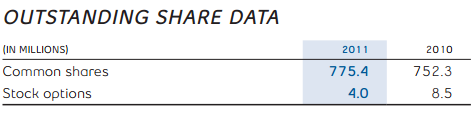 OUTSTANDING SHARE DATA
(IN MILLIONS) 2011 2010
Common shares 775.4 752.3
Stock options 4.0 8.5